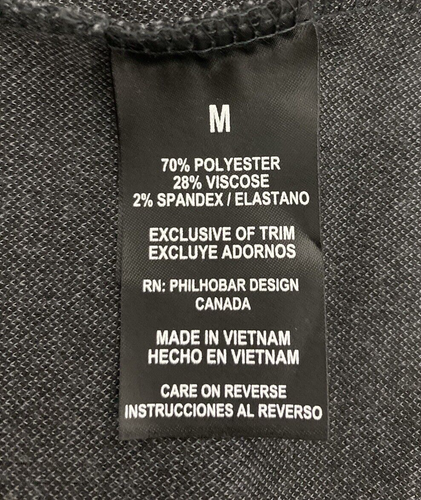 M
70% POLYESTER
28% VISCOSE
2% SPANDEX / ELASTANO
EXCLUSIVE OF TRIM
EXCLUYE ADORNOS
RN: PHILHOBAR DESIGN
CANADA
MADE IN VIETNAM
HECHO EN VIETNAM
CARE ON REVERSE
INSTRUCCIONES AL REVERSO